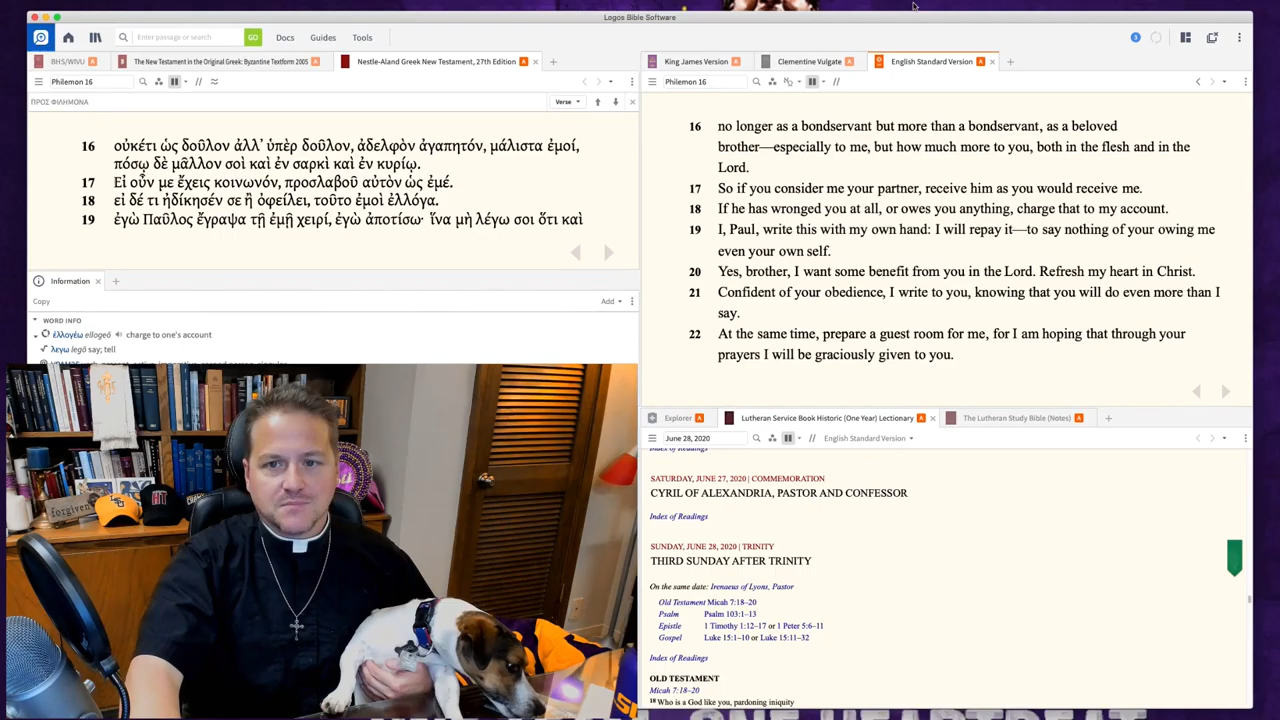 Logos Bible Software
Enter passage or search
GO
Docs
Guides
Tools
3
BHS/WIVU A
The New Testament in the Original Greek: Byzantine Textform 2005 A
Nestle-Aland Greek New Testament, 27th Edition A
Philemon 16
ΠΡΟΣ ΦΙΛΗΜΟΝΑ
Verse
16 οὐκέτι ὡς δοῦλον ἀλλ’ ὑπὲρ δοῦλον, ἀδελφὸν ἀγαπητόν, μάλιστα ἐμοί,
πόσῳ δὲ μᾶλλον σοὶ καὶ ἐν σαρκὶ καὶ ἐν κυρίῳ.
17 Εἰ οὖν με ἔχεις κοινωνόν, προσλαβοῦ αὐτὸν ὡς ἐμέ.
18 εἰ δέ τι ἠδίκησέν σε ἢ ὀφείλει, τοῦτο ἐμοὶ ἐλλόγα.
19 ἐγὼ Παῦλος ἔγραψα τῇ ἐμῇ χειρί, ἐγὼ ἀποτίσω· ἵνα μὴ λέγω σοι ὅτι καὶ
Information
Copy
Add
WORD INFO
ἐλλογέω ellogeō charge to one's account
λεγω legō say; tell
King James Version A
Clementine Vulgate A
English Standard Version A
Philemon 16
16 no longer as a bondservant but more than a bondservant, as a beloved
brother—especially to me, but how much more to you, both in the flesh and in the
Lord.
17 So if you consider me your partner, receive him as you would receive me.
18 If he has wronged you at all, or owes you anything, charge that to my account.
19 I, Paul, write this with my own hand: I will repay it—to say nothing of your owing me
even your own self.
20 Yes, brother, I want some benefit from you in the Lord. Refresh my heart in Christ.
21 Confident of your obedience, I write to you, knowing that you will do even more than I
say.
22 At the same time, prepare a guest room for me, for I am hoping that through your
prayers I will be graciously given to you.
Explorer A
Lutheran Service Book Historic (One Year) Lectionary A
The Lutheran Study Bible (Notes) A
June 28, 2020
English Standard Version
Index of Readings
SATURDAY, JUNE 27, 2020 | COMMEMORATION
CYRIL OF ALEXANDRIA, PASTOR AND CONFESSOR
Index of Readings
SUNDAY, JUNE 28, 2020 | TRINITY
THIRD SUNDAY AFTER TRINITY
On the same date: Irenaeus of Lyons, Pastor
Old Testament Micah 7:18–20
Psalm Psalm 103:1–13
Epistle 1 Timothy 1:12–17 or 1 Peter 5:6–11
Gospel Luke 15:1–10 or Luke 15:11–32
Index of Readings
OLD TESTAMENT
Micah 7:18–20
18 Who is a God like you, pardoning iniquity
forgiven